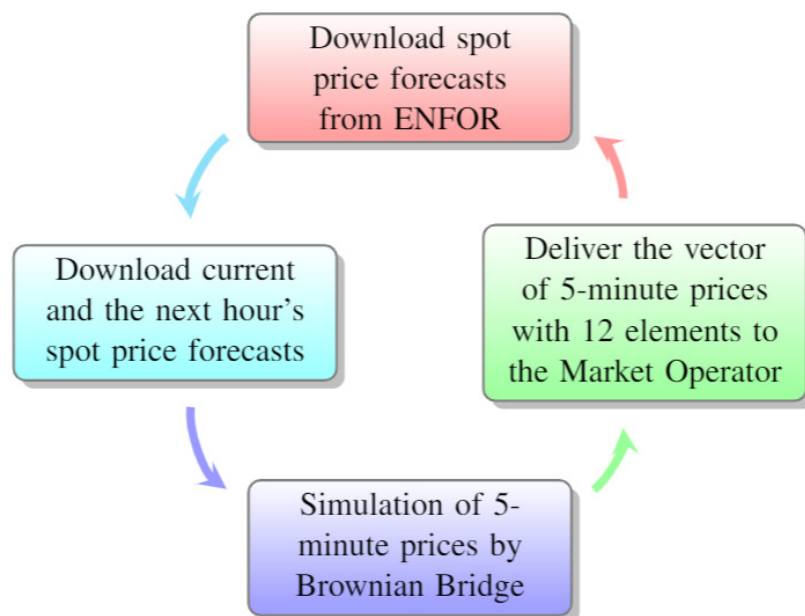 Download spot
price forecasts
from ENFOR
Download current
and the next hour's
spot price forecasts
Deliver the vector
of 5-minute prices
with 12 elements to
the Market Operator
Simulation of 5-
minute prices by
Brownian Bridge